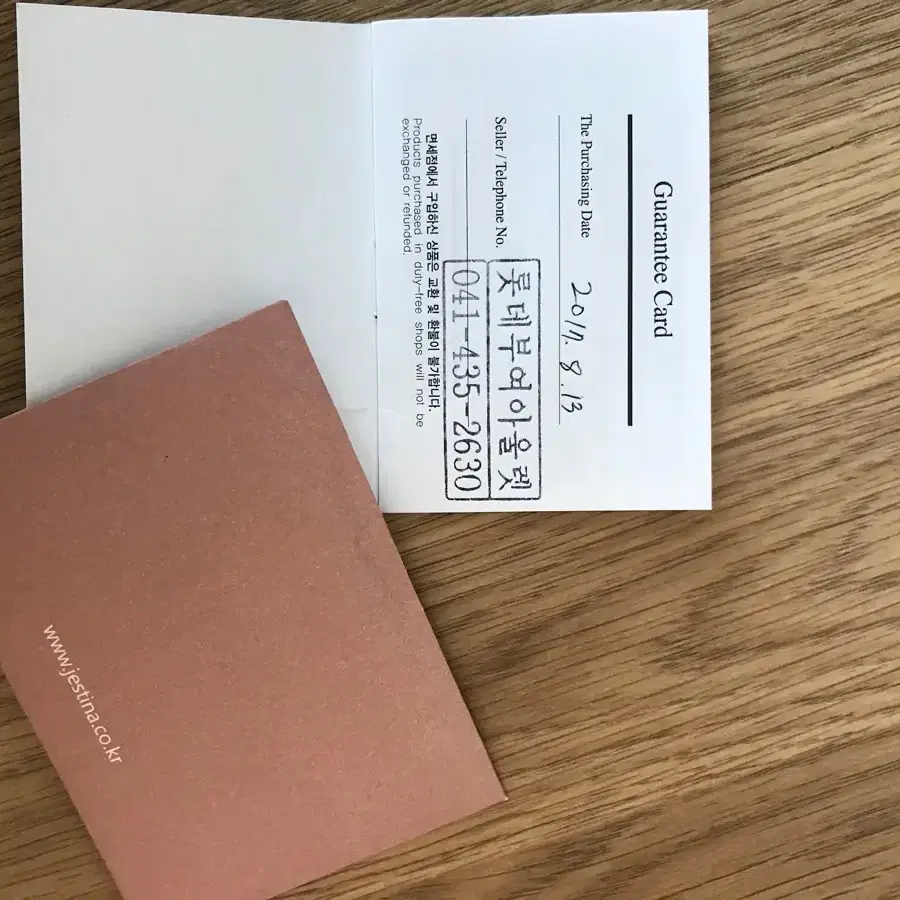 Guarantee Card
The Purchasing Date 2017. 8. 13
Seller / Telephone No. 롯데부여아울렛
041-435-2630
면세점에서 구입하신 상품은 교환 및 환불이 불가합니다.
Products purchased in duty-free shops will not be
exchanged or refunded.
www.jestina.co.kr